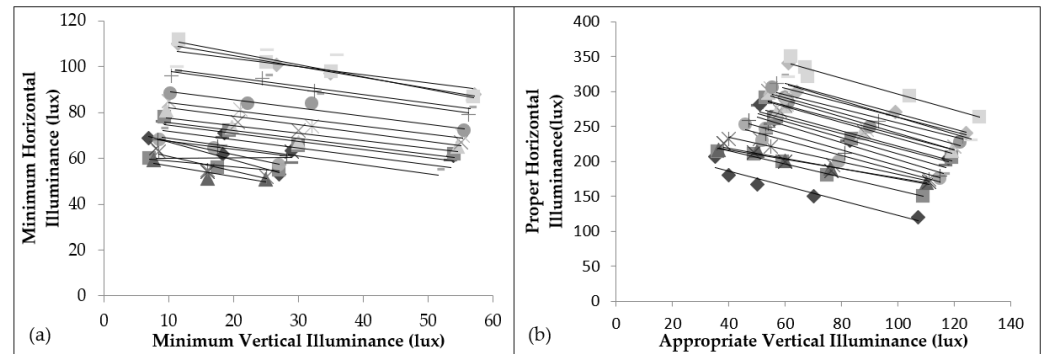 120
100
80
60
40
20
0
Minimum Horizontal
Illuminance (lux)
0 10 20 30 40 50 60
(a) Minimum Vertical Illuminance (lux)
400
350
300
250
200
150
100
50
0
Proper Horizontal
Illuminance(lux)
0 20 40 60 80 100 120 140
(b) Appropriate Vertical Illuminance (lux)